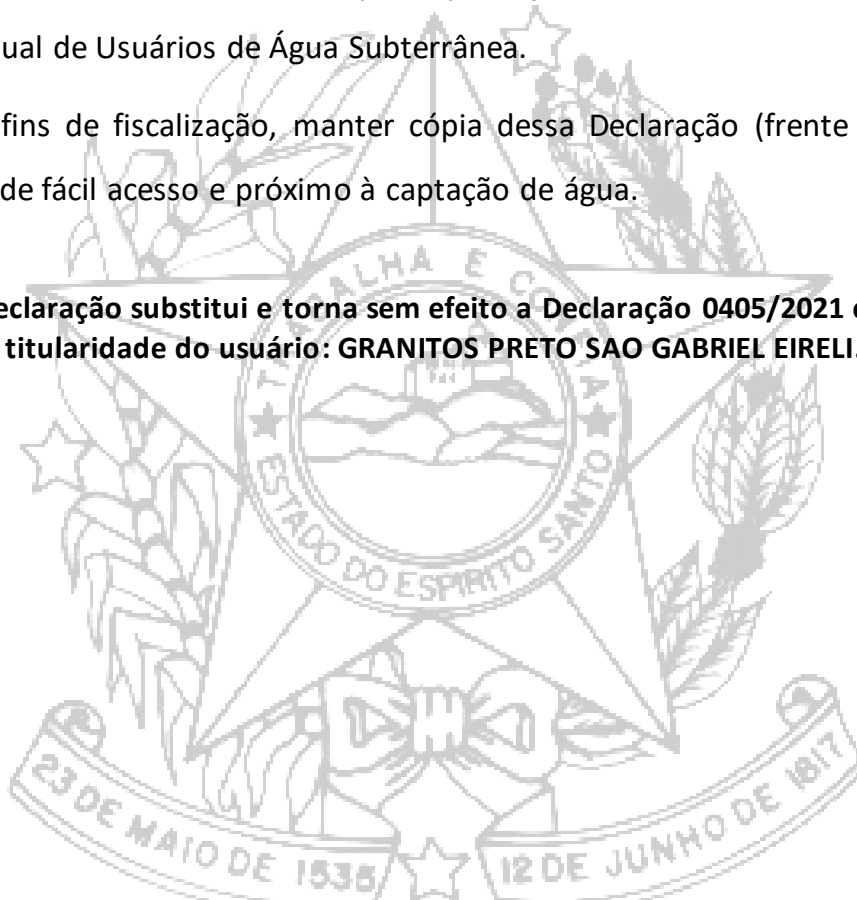 ual de Usuários de Água Subterrânea.
fins de fiscalização, manter cópia dessa Declaração (frente
de fácil acesso e próximo à captação de água.
eclaração substitui e torna sem efeito a Declaração 0405/2021
titularidade do usuário: GRANITOS PRETO SAO GABRIEL EIRELI.
TRABALHA E CONFIA
ESTADO DO ESPIRITO SANTO
23 DE MAIO DE 1535
12 DE JUNHO DE 1817